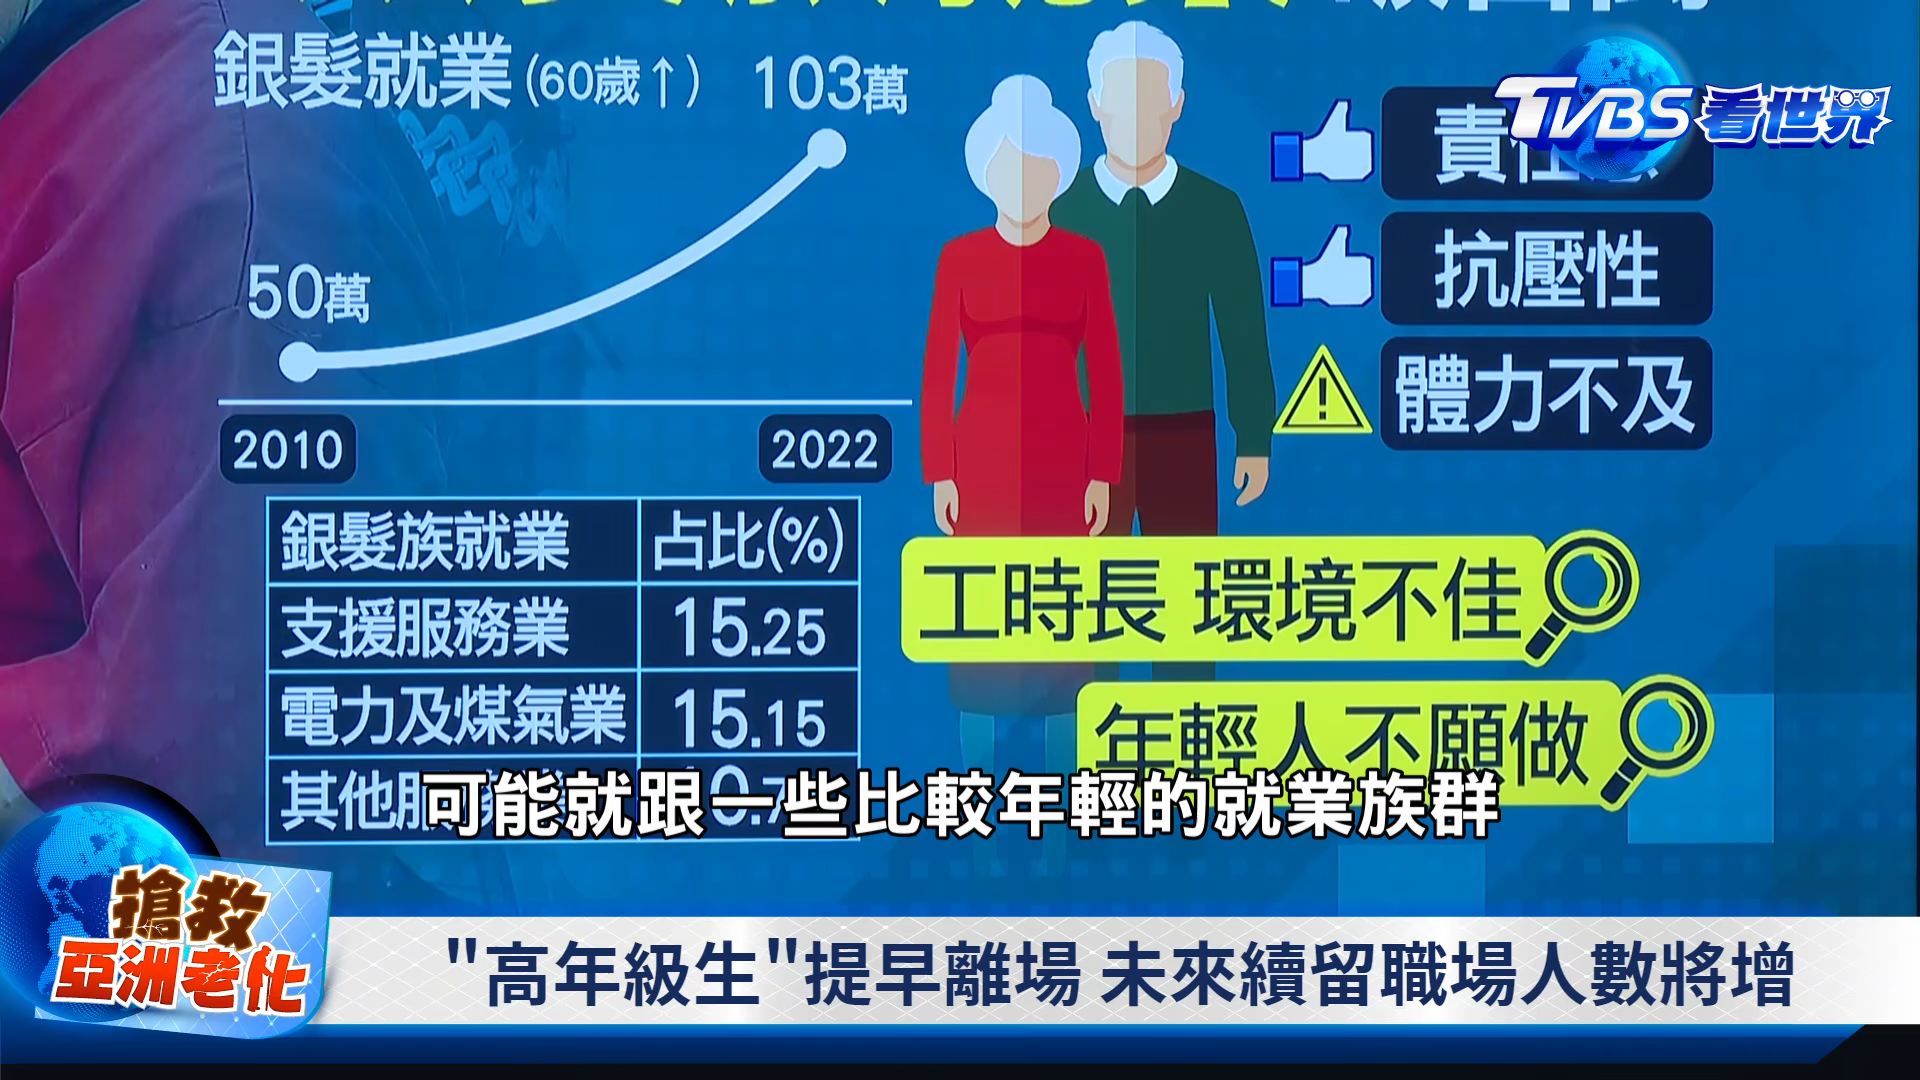 銀髮就業(60歲↑) 103萬
50萬
2010 2022
銀髮族就業 占比(%)
支援服務業 15.25
電力及煤氣業 15.15
其他服
責任
抗壓性
體力不及
工時長 環境不佳
年輕人不願做
TVBS看世界
可能就跟一些比較年輕的就業族群
搶救
亞洲老化
"高年級生"提早離場 未來續留職場人數將增